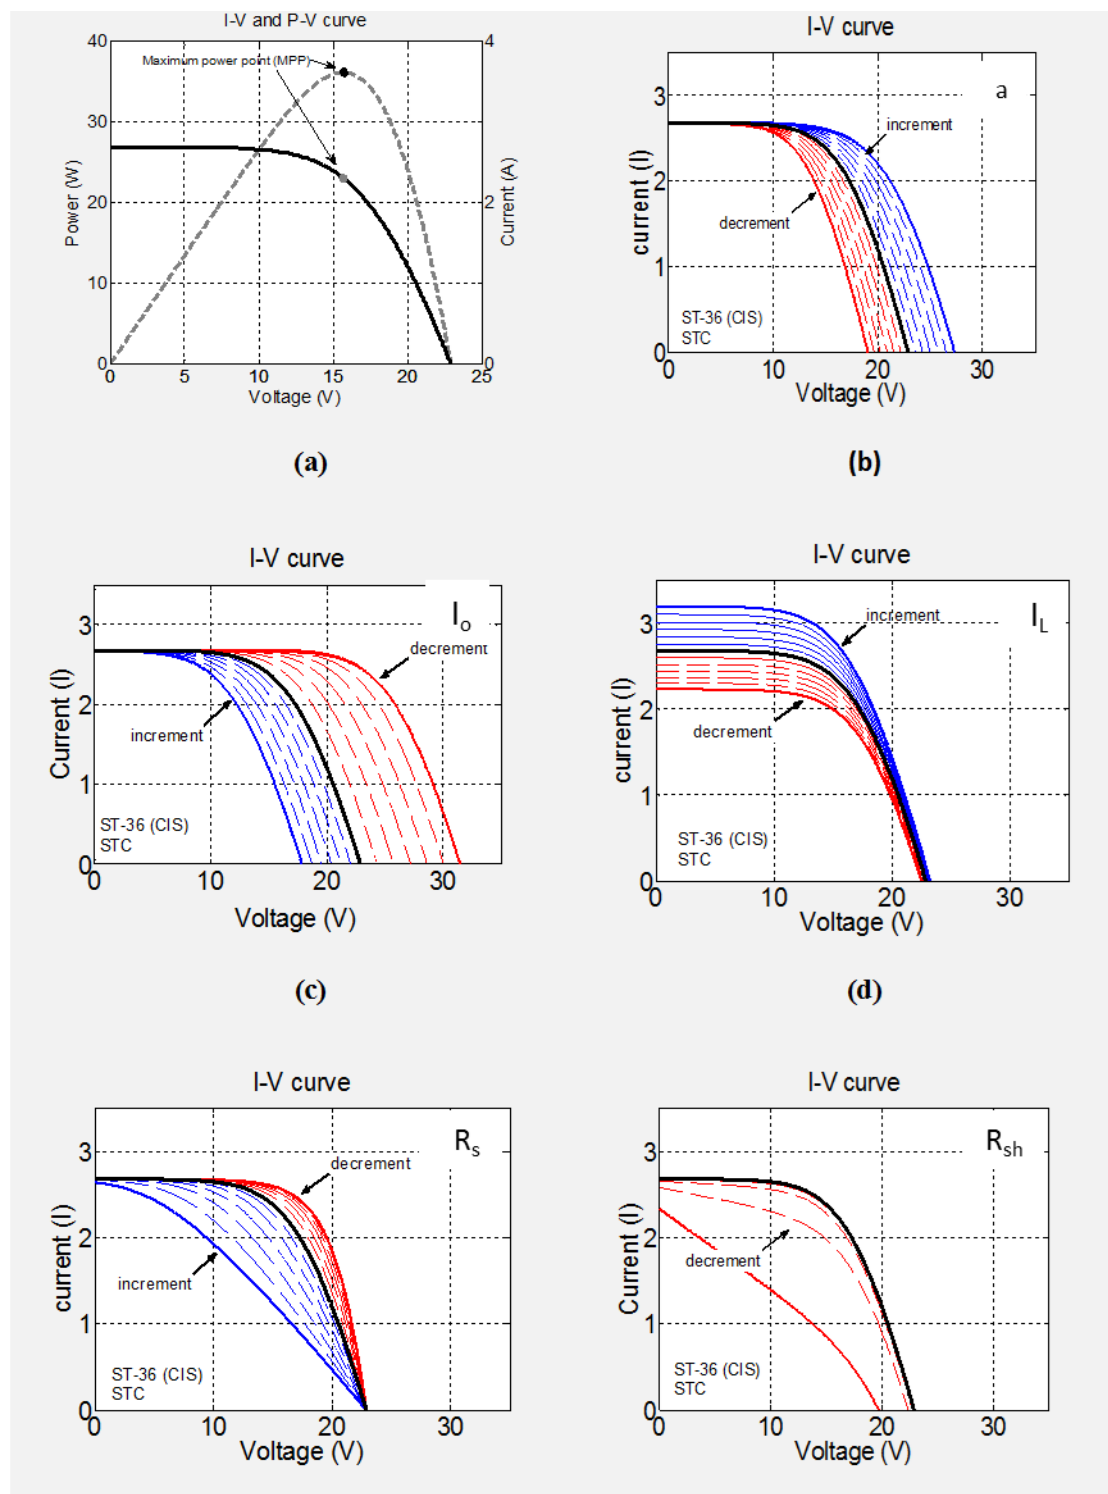 I-V and P-V curve
40
30
20
10
0
Power (W)
Maximum power point (MPP)
4
2
0
Current (A)
0 5 10 15 20 25
Voltage (V)
(a)
I-V curve
a
3
2
1
0
current (I)
increment
decrement
ST-36 (CIS)
STC
10 20 30
Voltage (V)
(b)
I-V curve
Io
3
2
1
0
Current (I)
decrement
increment
ST-36 (CIS)
STC
0 10 20 30
Voltage (V)
(c)
I-V curve
IL
3
2
1
0
current (I)
increment
decrement
ST-36 (CIS)
STC
0 10 20 30
Voltage (V)
(d)
I-V curve
Rs
3
2
1
0
current (I)
decrement
increment
ST-36 (CIS)
STC
0 10 20 30
Voltage (V)
I-V curve
Rsh
3
2
1
0
Current (I)
decrement
ST-36 (CIS)
STC
0 10 20 30
Voltage (V)